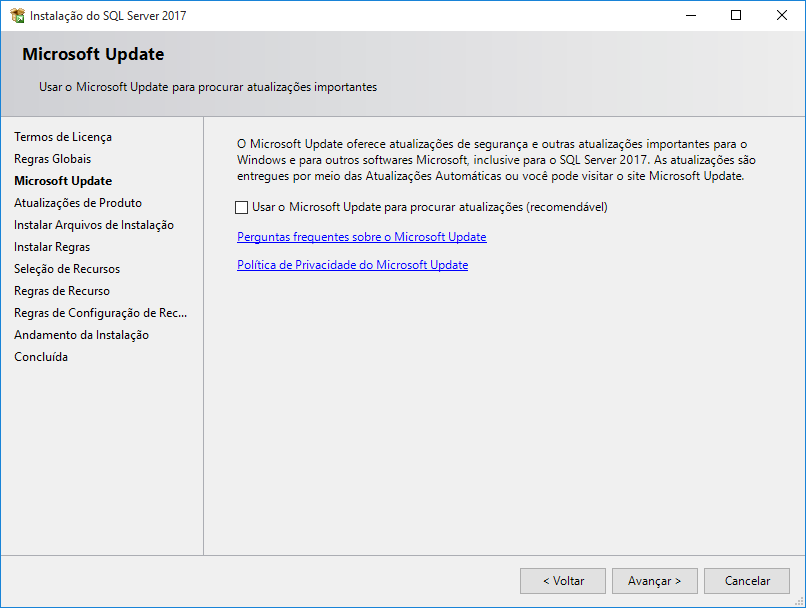 Instalação do SQL Server 2017
Microsoft Update
Usar o Microsoft Update para procurar atualizações importantes
Termos de Licença
Regras Globais
Microsoft Update
Atualizações de Produto
Instalar Arquivos de Instalação
Instalar Regras
Seleção de Recursos
Regras de Recurso
Regras de Configuração de Rec...
Andamento da Instalação
Concluída
O Microsoft Update oferece atualizações de segurança e outras atualizações importantes para o
Windows e para outros softwares Microsoft, inclusive para o SQL Server 2017. As atualizações são
entregues por meio das Atualizações Automáticas ou você pode visitar o site Microsoft Update.
Usar o Microsoft Update para procurar atualizações (recomendável)
Perguntas frequentes sobre o Microsoft Update
Política de Privacidade do Microsoft Update
< Voltar
Avançar >
Cancelar